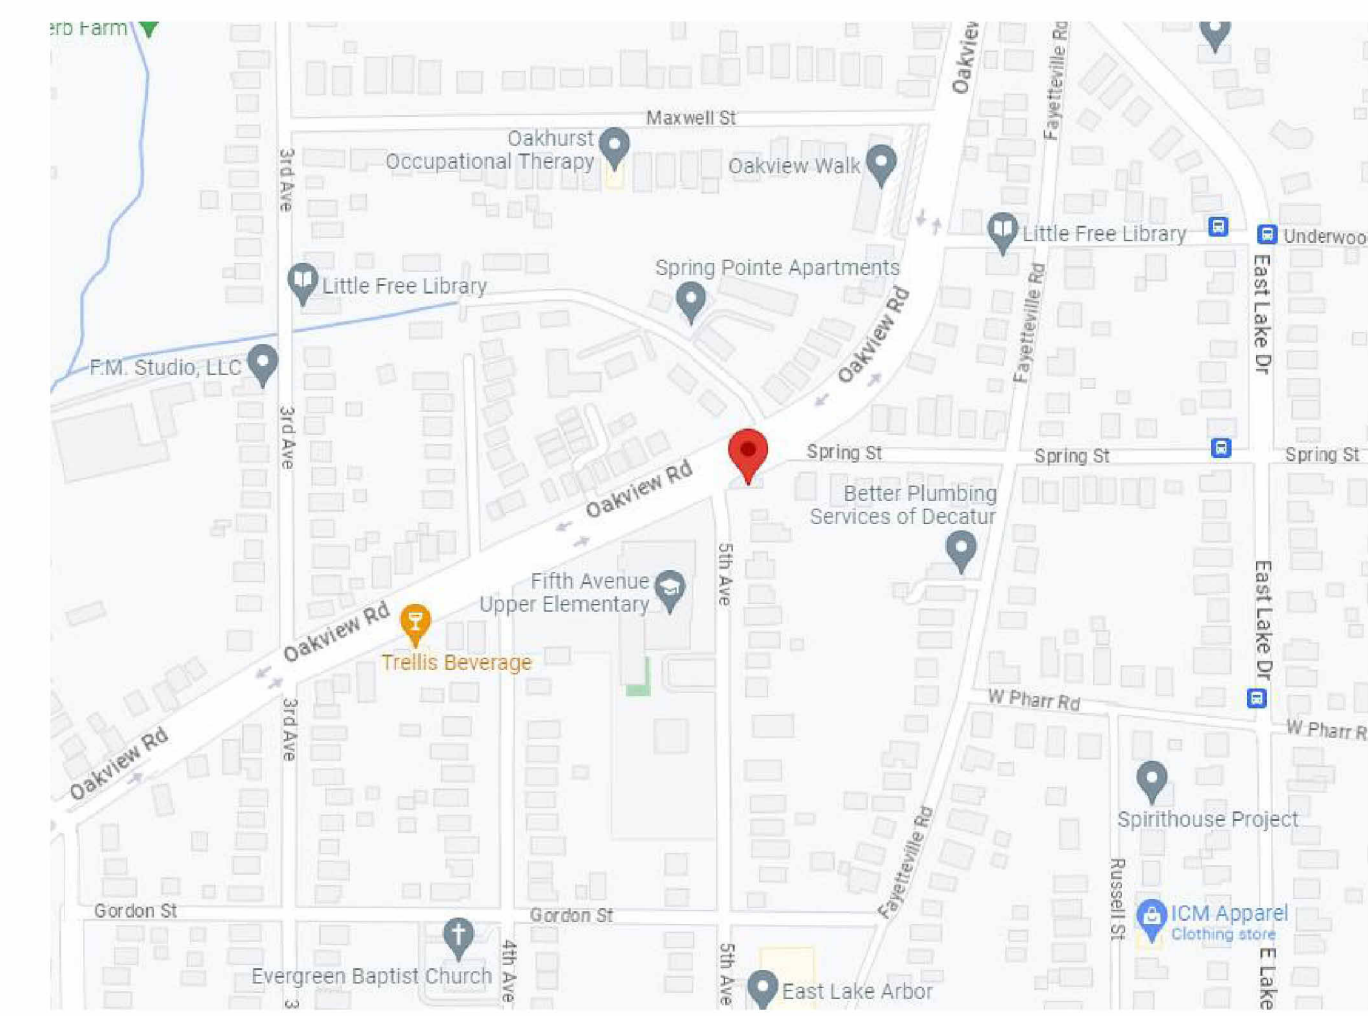 erb Farm
Oakview
Fayetteville Rd
Maxwell St
Oakhurst
Occupational Therapy
Oakview Walk
3rd Ave
Little Free Library
Underwoo
Spring Pointe Apartments
Little Free Library
Oakview Rd
Fayetteville Rd
East Lake Dr
F.M. Studio, LLC
3rd Ave
Spring St
Spring St
Spring St
Oakview Rd
Better Plumbing
Services of Decatur
5th Ave
Fifth Avenue
Upper Elementary
East Lake Dr
Oakview Rd
Trellis Beverage
3rd Ave
W Pharr Rd
W Pharr R
Oakview Rd
Spirithouse Project
Fayetteville Rd
Russell St
Gordon St
Gordon St
ICM Apparel
Clothing store
Evergreen Baptist Church
4th Ave
5th Ave
E Lake
East Lake Arbor
3